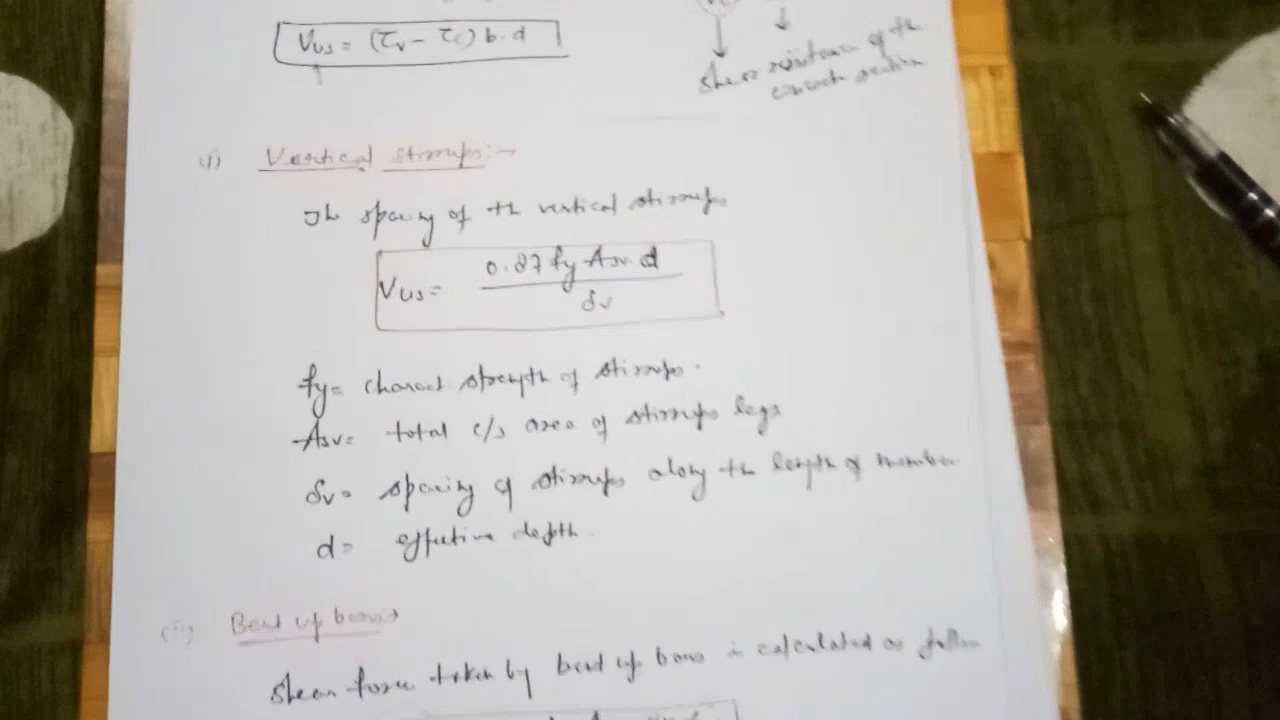 Vus = (τv - τc) b.d
Shear resistance of the
concrete section
(i) Vertical stirrups:-
The spacing of th vertical stirrups
Vus = 0.87 fy Asv.d
Sv
fy= charact. strength of stirrups.
Asv= total c/s area of stirrups legs
Sv= spacing of stirrups along the length of member
d= effective depth.
(ii) Bent up bars
Shear force taken by bent up bars is calculated as follow